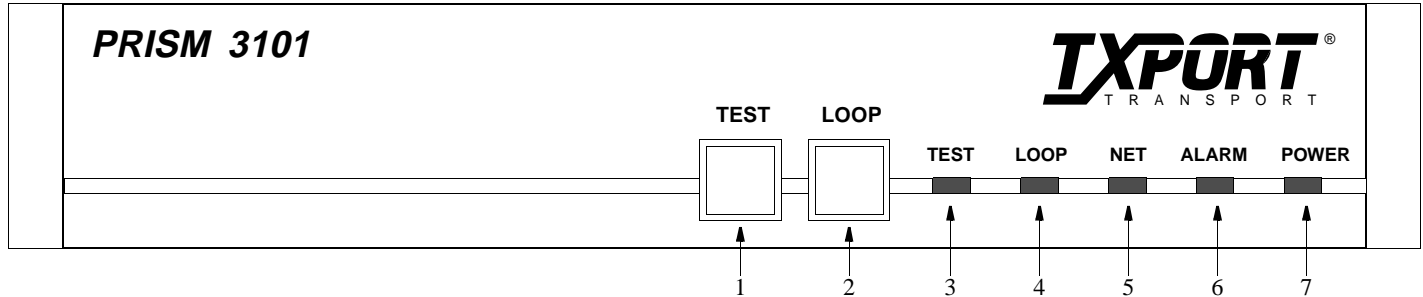 PRISM 3101
TXPORT®
TRANSPORT
TEST LOOP
TEST LOOP NET ALARM POWER
1 2 3 4 5 6 7